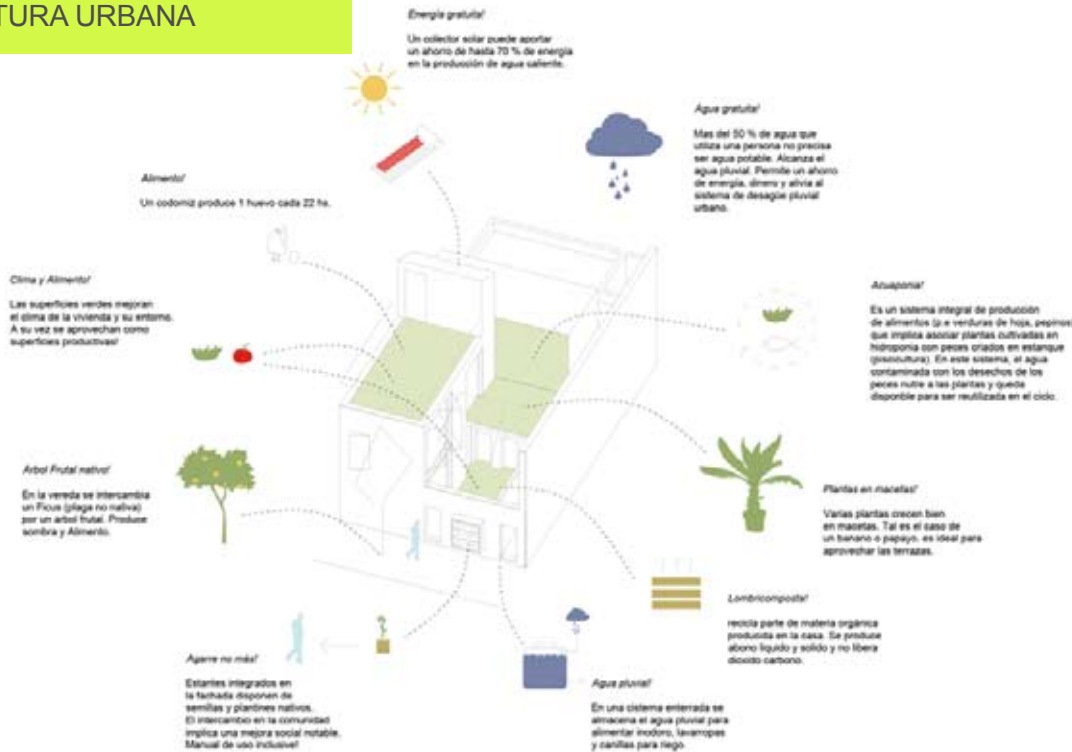 TURA URBANA
Energía gratuita!
Un colector solar puede aportar
un ahorro de hasta 70 % de energía
en la producción de agua caliente.
Agua gratuita!
Mas del 50 % de agua que
utiliza una persona no precisa
ser agua potable. Alcanza el
agua pluvial. Permite un ahorro
de energía, dinero y alivia al
sistema de desagüe pluvial
urbano.
Alimento!
Un codorniz produce 1 huevo cada 22 hs.
Clima y Alimento!
Las superficies verdes mejoran
el clima de la vivienda y su entorno.
A su vez se aprovechan como
superficies productivas!
Acuaponia!
Es un sistema integral de producción
de alimentos (p.e verduras de hoja, pepinos)
que implica asociar plantas cultivadas en
hidroponia con peces criados en estanque
(piscicultura). En este sistema, el agua
contaminada con los desechos de los
peces nutre a las plantas y queda
disponible para ser reutilizada en el ciclo.
Arbol Frutal nativo!
En la vereda se intercambia
un Ficus (plaga no nativa)
por un arbol frutal. Produce
sombra y Alimento.
Plantas en macetas!
Varias plantas crecen bien
en macetas. Tal es el caso de
un banano o papayo, es ideal para
aprovechar las terrazas.
Lombricomposta!
recicla parte de materia orgánica
producida en la casa. Se produce
abono liquido y solido y no libera
dioxido carbono.
Agarre no más!
Estantes integrados en
la fachada disponen de
semillas y plantines nativos.
El intercambio en la comunidad
implica una mejora social notable.
Manual de uso inclusive!
Agua pluvial!
En una cisterna enterrada se
almacena el agua pluvial para
alimentar inodoro, lavarropas
y canillas para riego.